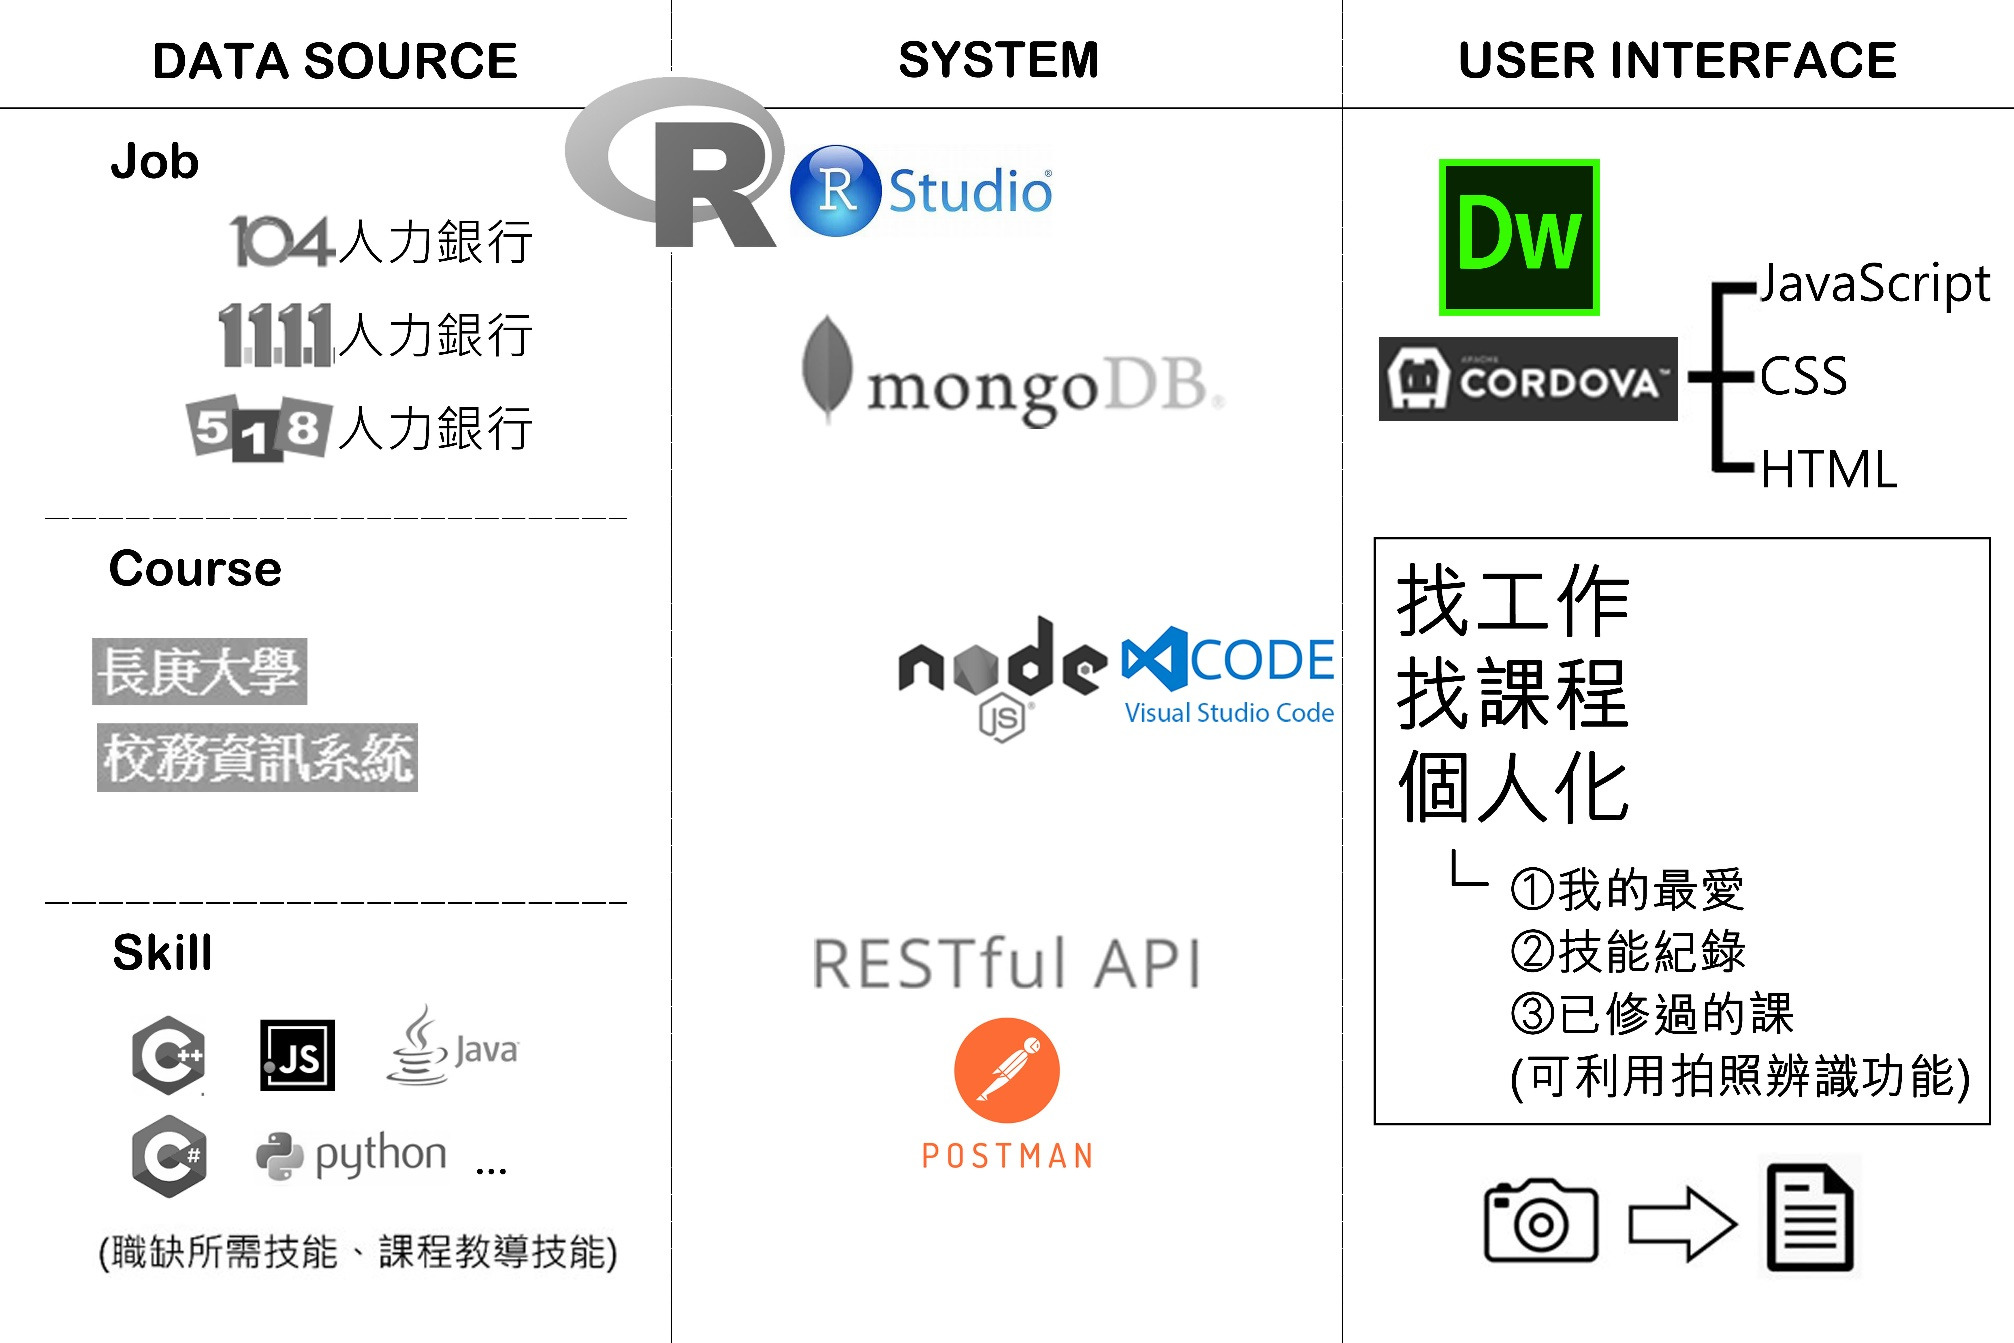 DATA SOURCE
SYSTEM
USER INTERFACE
Job
104人力銀行
1111人力銀行
518人力銀行
Course
長庚大學
校務資訊系統
Skill
C++
JS
Java
C#
python ...
(職缺所需技能、課程教導技能)
R
R Studio®
mongoDB®
node
JS®
CODE
Visual Studio Code
RESTful API
POSTMAN
Dw
APACHE
CORDOVA™
JavaScript
CSS
HTML
找工作
找課程
個人化
①我的最愛
②技能紀錄
③已修過的課
(可利用拍照辨識功能)